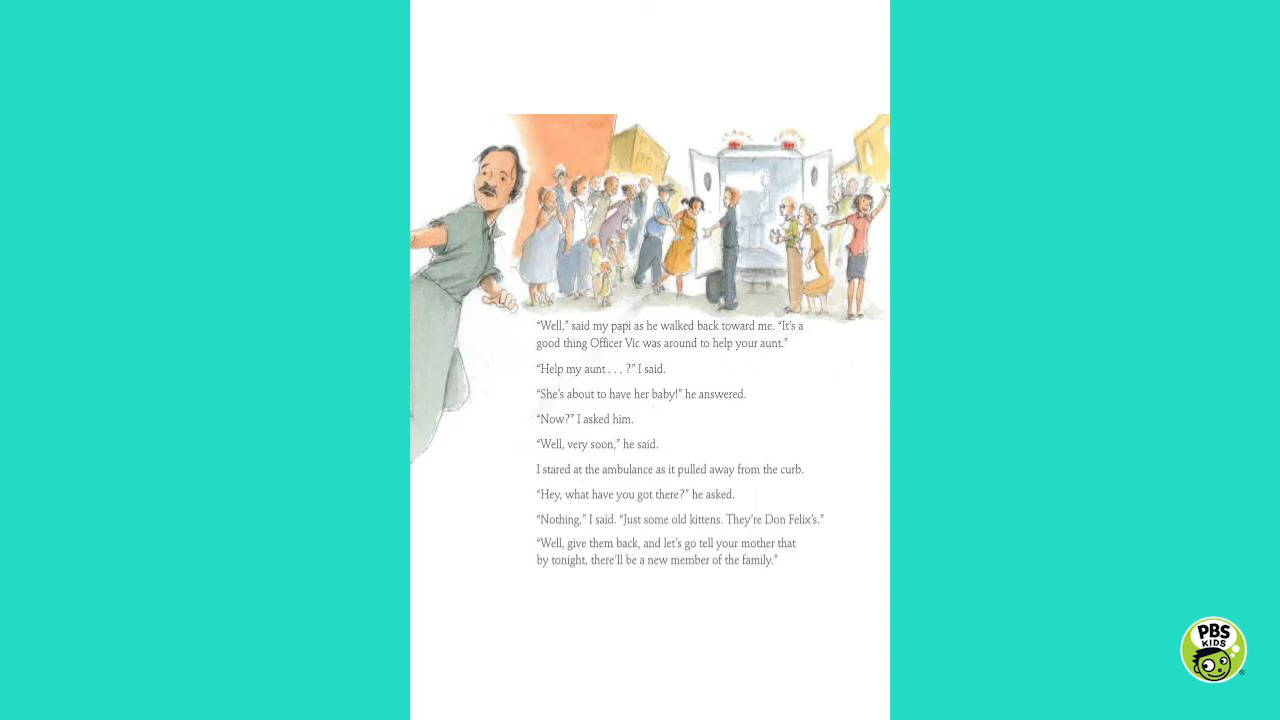 “Well,” said my papi as he walked back toward me. “It’s a
good thing Officer Vic was around to help your aunt.”
“Help my aunt . . . ?” I said.
“She’s about to have her baby!” he answered.
“Now?” I asked him.
“Well, very soon,” he said.
I stared at the ambulance as it pulled away from the curb.
“Hey, what have you got there?” he asked.
“Nothing,” I said. “Just some old kittens. They’re Don Felix’s.”
“Well, give them back, and let’s go tell your mother that
by tonight, there’ll be a new member of the family.”
PBS
KIDS
®